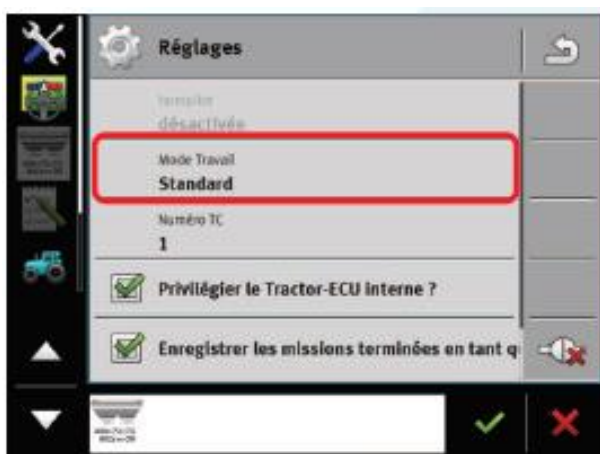 Réglages
désactivée
Mode Travail
Standard
Numéro TC
1
Privilégier le Tractor-ECU interne ?
Enregistrer les missions terminées en tant q